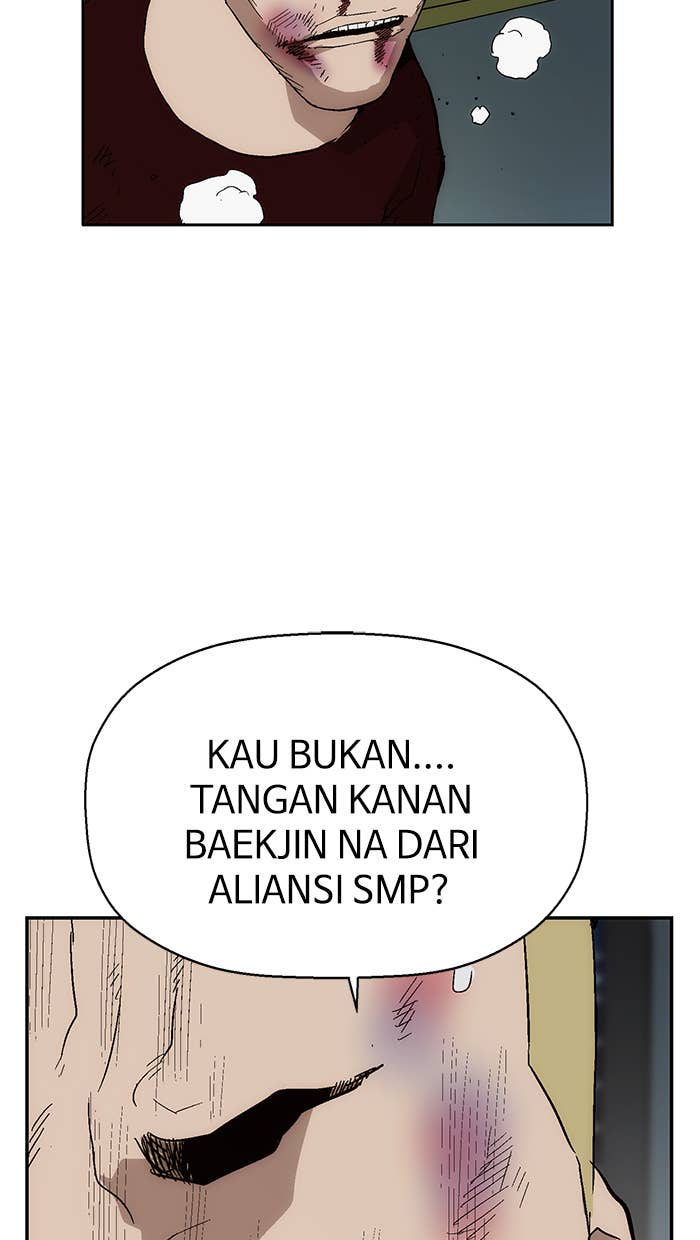 KAU BUKAN....
TANGAN KANAN
BAEKJIN NA DARI
ALIANSI SMP?